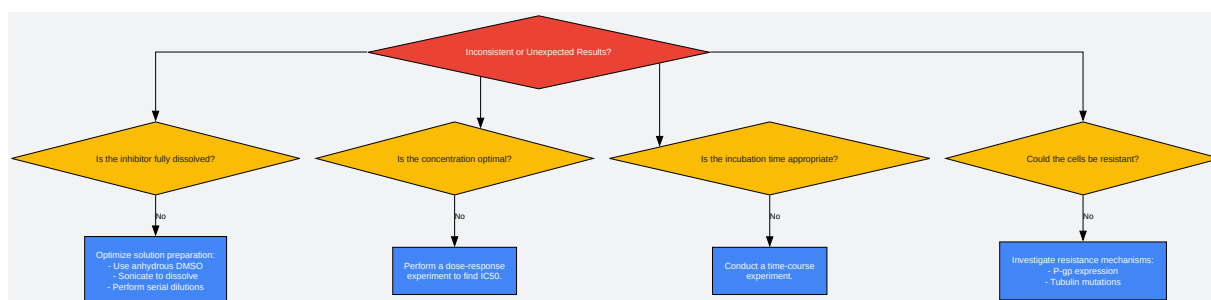 Inconsistent or Unexpected Results?
Is the inhibitor fully dissolved?
Is the concentration optimal?
Is the incubation time appropriate?
Could the cells be resistant?
No
No
No
No
Optimize solution preparation:
- Use anhydrous DMSO
- Sonicate to dissolve
- Perform serial dilutions
Perform a dose-response
experiment to find IC50.
Conduct a time-course
experiment.
Investigate resistance mechanisms:
- P-gp expression
- Tubulin mutations